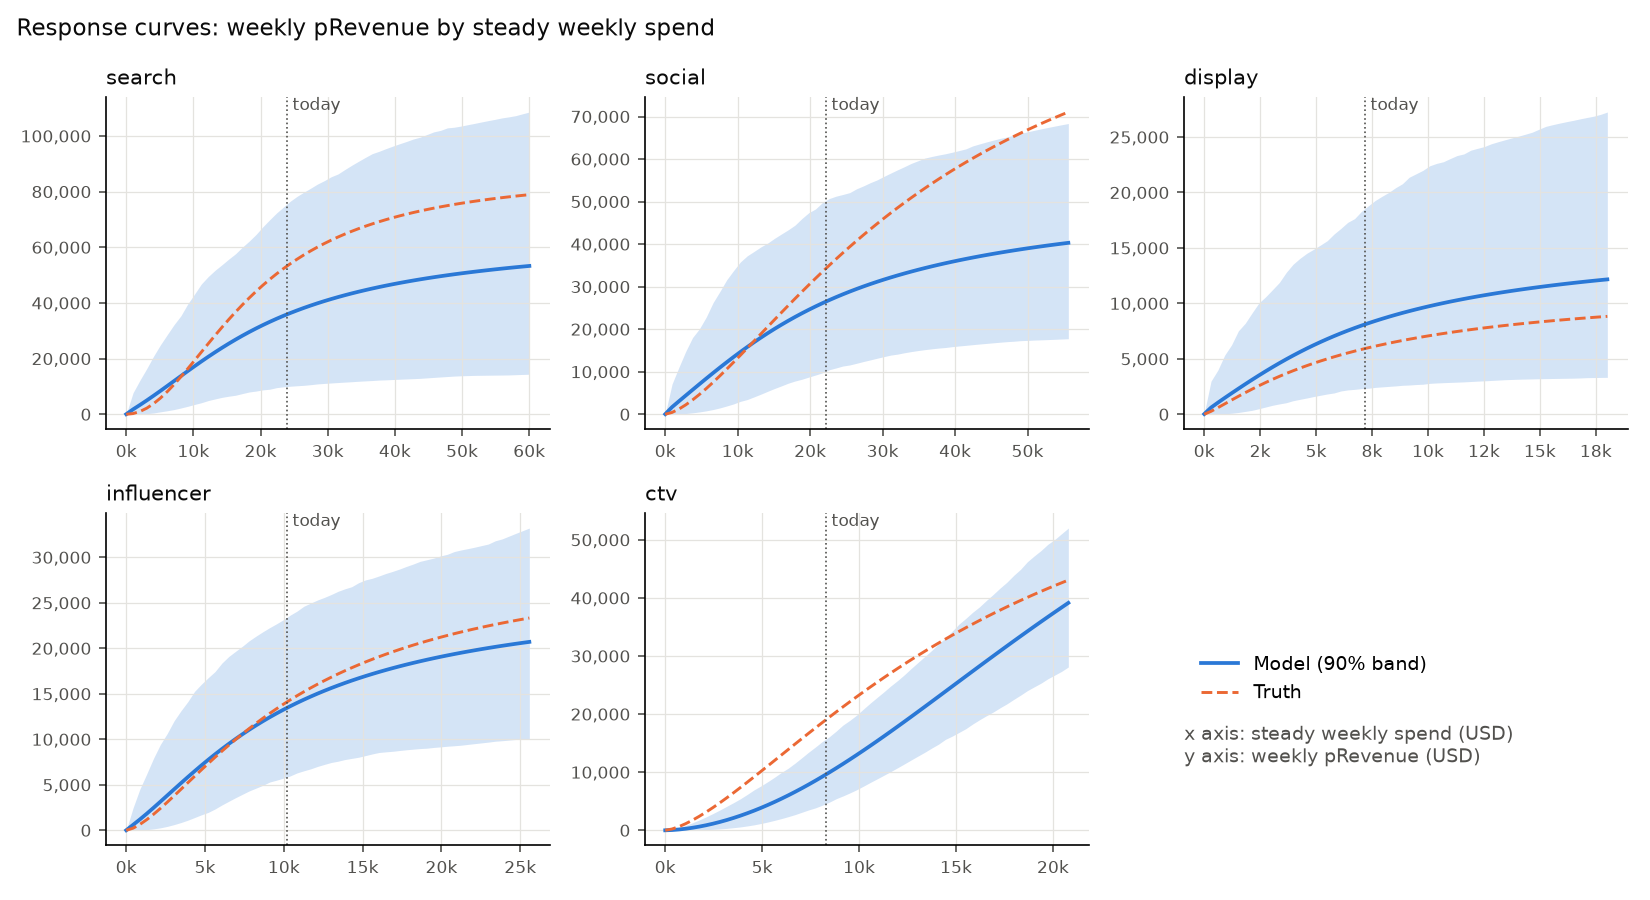 Response curves: weekly pRevenue by steady weekly spend
search
today
100,000
80,000
60,000
40,000
20,000
0
0k 10k 20k 30k 40k 50k 60k
social
today
70,000
60,000
50,000
40,000
30,000
20,000
10,000
0
0k 10k 20k 30k 40k 50k
display
today
25,000
20,000
15,000
10,000
5,000
0
0k 2k 5k 8k 10k 12k 15k 18k
influencer
today
30,000
25,000
20,000
15,000
10,000
5,000
0
0k 5k 10k 15k 20k 25k
ctv
today
50,000
40,000
30,000
20,000
10,000
0
0k 5k 10k 15k 20k
Model (90% band)
Truth
x axis: steady weekly spend (USD)
y axis: weekly pRevenue (USD)